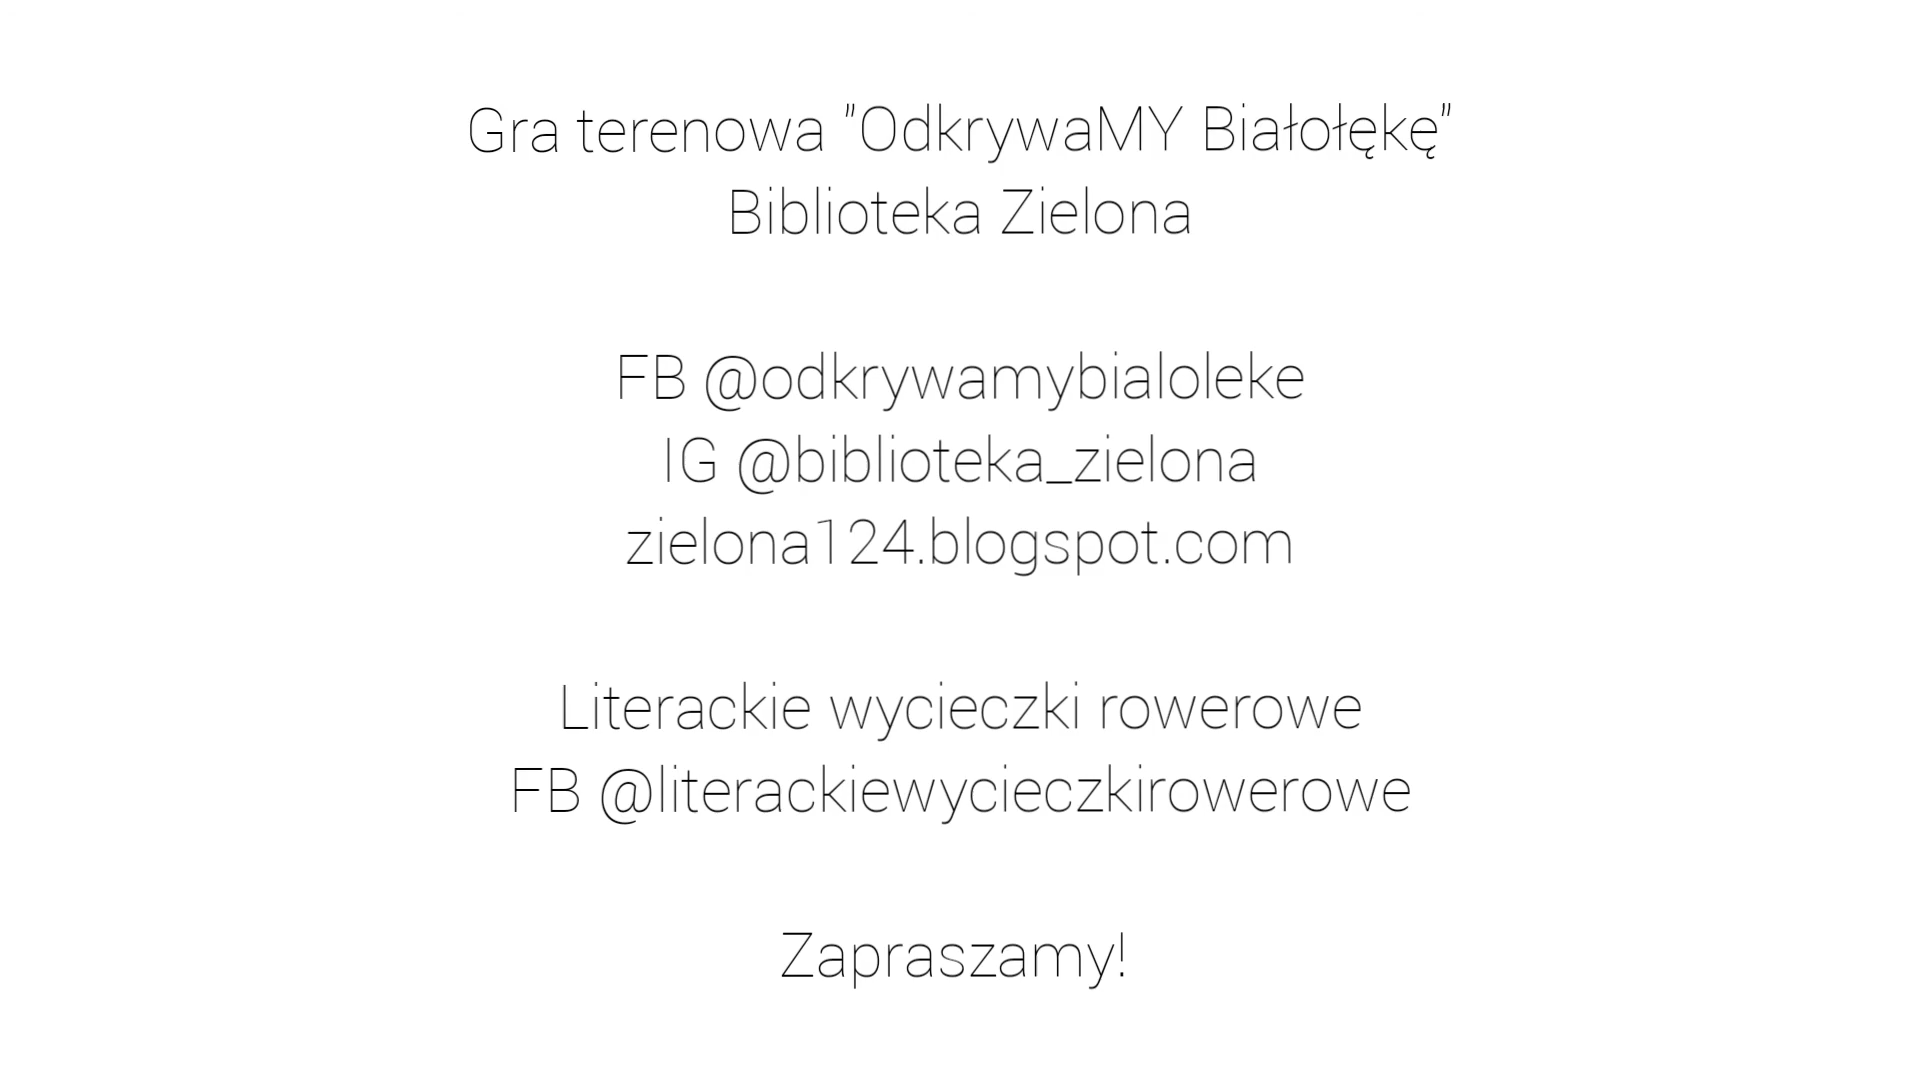 Gra terenowa "OdkrywaMY Białołękę"
Biblioteka Zielona
FB @odkrywamybialoleke
IG @biblioteka_zielona
zielona124.blogspot.com
Literackie wycieczki rowerowe
FB @literackiewycieczkirowerowe
Zapraszamy!